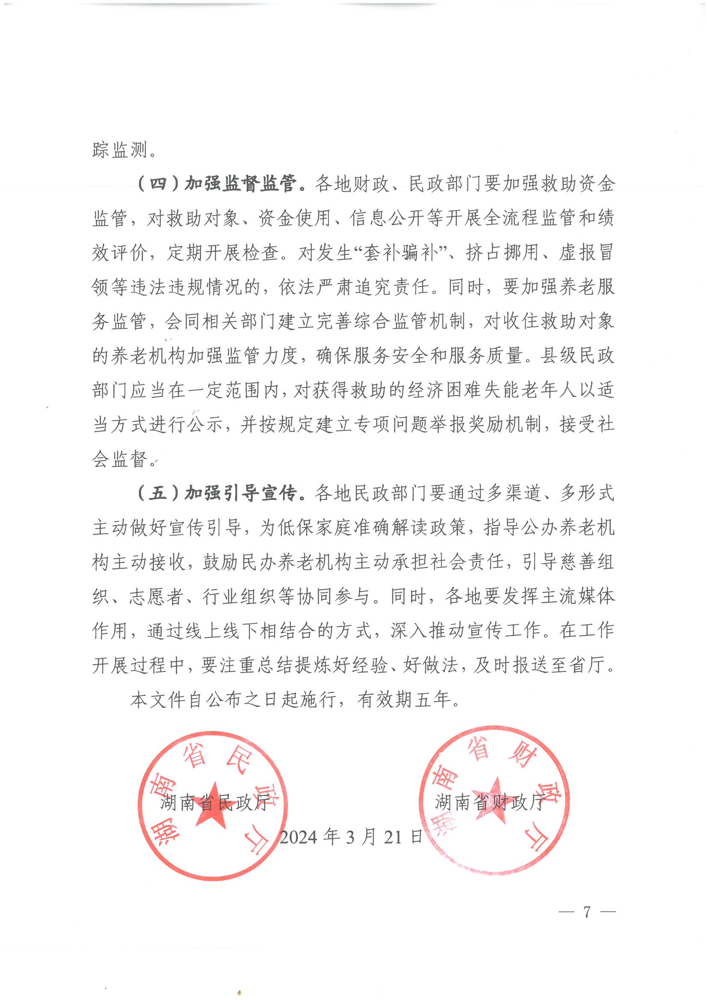 踪监测。
（四）加强监督监管。各地财政、民政部门要加强救助资金
监管，对救助对象、资金使用、信息公开等开展全流程监管和绩
效评价，定期开展检查。对发生“套补骗补”、挤占挪用、虚报冒
领等违法违规情况的，依法严肃追究责任。同时，要加强养老服
务监管，会同相关部门建立完善综合监管机制，对收住救助对象
的养老机构加强监管力度，确保服务安全和服务质量。县级民政
部门应当在一定范围内，对获得救助的经济困难失能老年人以适
当方式进行公示，并按规定建立专项问题举报奖励机制，接受社
会监督。
（五）加强引导宣传。各地民政部门要通过多渠道、多形式
主动做好宣传引导，为低保家庭准确解读政策，指导公办养老机
构主动接收，鼓励民办养老机构主动承担社会责任，引导慈善组
织、志愿者、行业组织等协同参与。同时，各地要发挥主流媒体
作用，通过线上线下相结合的方式，深入推动宣传工作。在工作
开展过程中，要注重总结提炼好经验、好做法，及时报送至省厅。
本文件自公布之日起施行，有效期五年。
湖南省民政厅
湖南省财政厅
湖南省民政厅
湖南省财政厅
2024 年 3 月 21 日
— 7 —